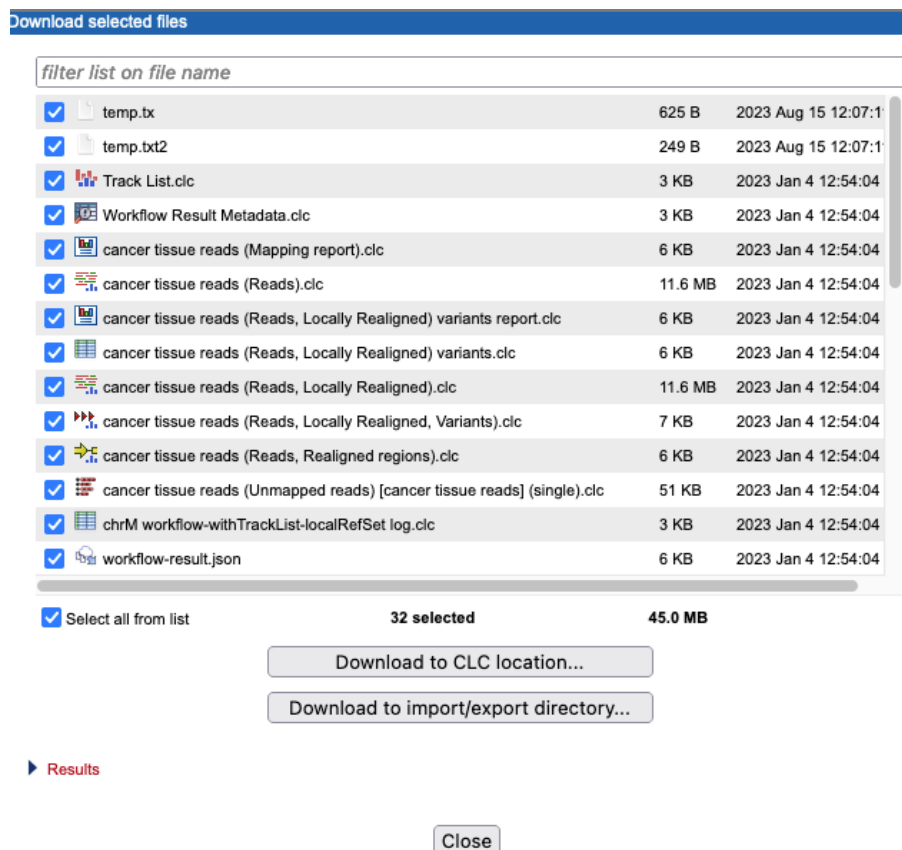 Download selected files
filter list on file name
temp.tx 625 B 2023 Aug 15 12:07:1
temp.txt2 249 B 2023 Aug 15 12:07:1
Track List.clc 3 KB 2023 Jan 4 12:54:04
Workflow Result Metadata.clc 3 KB 2023 Jan 4 12:54:04
cancer tissue reads (Mapping report).clc 6 KB 2023 Jan 4 12:54:04
cancer tissue reads (Reads).clc 11.6 MB 2023 Jan 4 12:54:04
cancer tissue reads (Reads, Locally Realigned) variants report.clc 6 KB 2023 Jan 4 12:54:04
cancer tissue reads (Reads, Locally Realigned) variants.clc 6 KB 2023 Jan 4 12:54:04
cancer tissue reads (Reads, Locally Realigned).clc 11.6 MB 2023 Jan 4 12:54:04
cancer tissue reads (Reads, Locally Realigned, Variants).clc 7 KB 2023 Jan 4 12:54:04
cancer tissue reads (Reads, Realigned regions).clc 6 KB 2023 Jan 4 12:54:04
cancer tissue reads (Unmapped reads) [cancer tissue reads] (single).clc 51 KB 2023 Jan 4 12:54:04
chrM workflow-withTrackList-localRefSet log.clc 3 KB 2023 Jan 4 12:54:04
workflow-result.json 6 KB 2023 Jan 4 12:54:04
Select all from list 32 selected 45.0 MB
Download to CLC location...
Download to import/export directory...
Results
Close